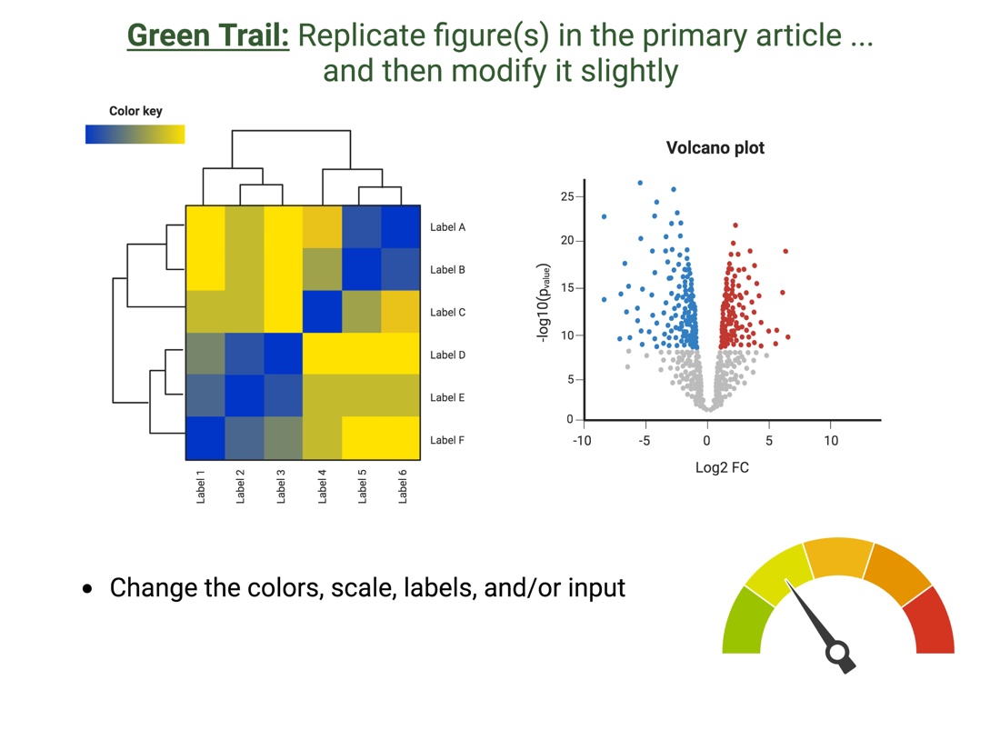 Green Trail: Replicate figure(s) in the primary article ...
and then modify it slightly
Color key
Label A
Label B
Label C
Label D
Label E
Label F
Label 1
Label 2
Label 3
Label 4
Label 5
Label 6
Volcano plot
-log10(pvalue)
25
20
15
10
5
0
-10
-5
0
5
10
Log2 FC
• Change the colors, scale, labels, and/or input